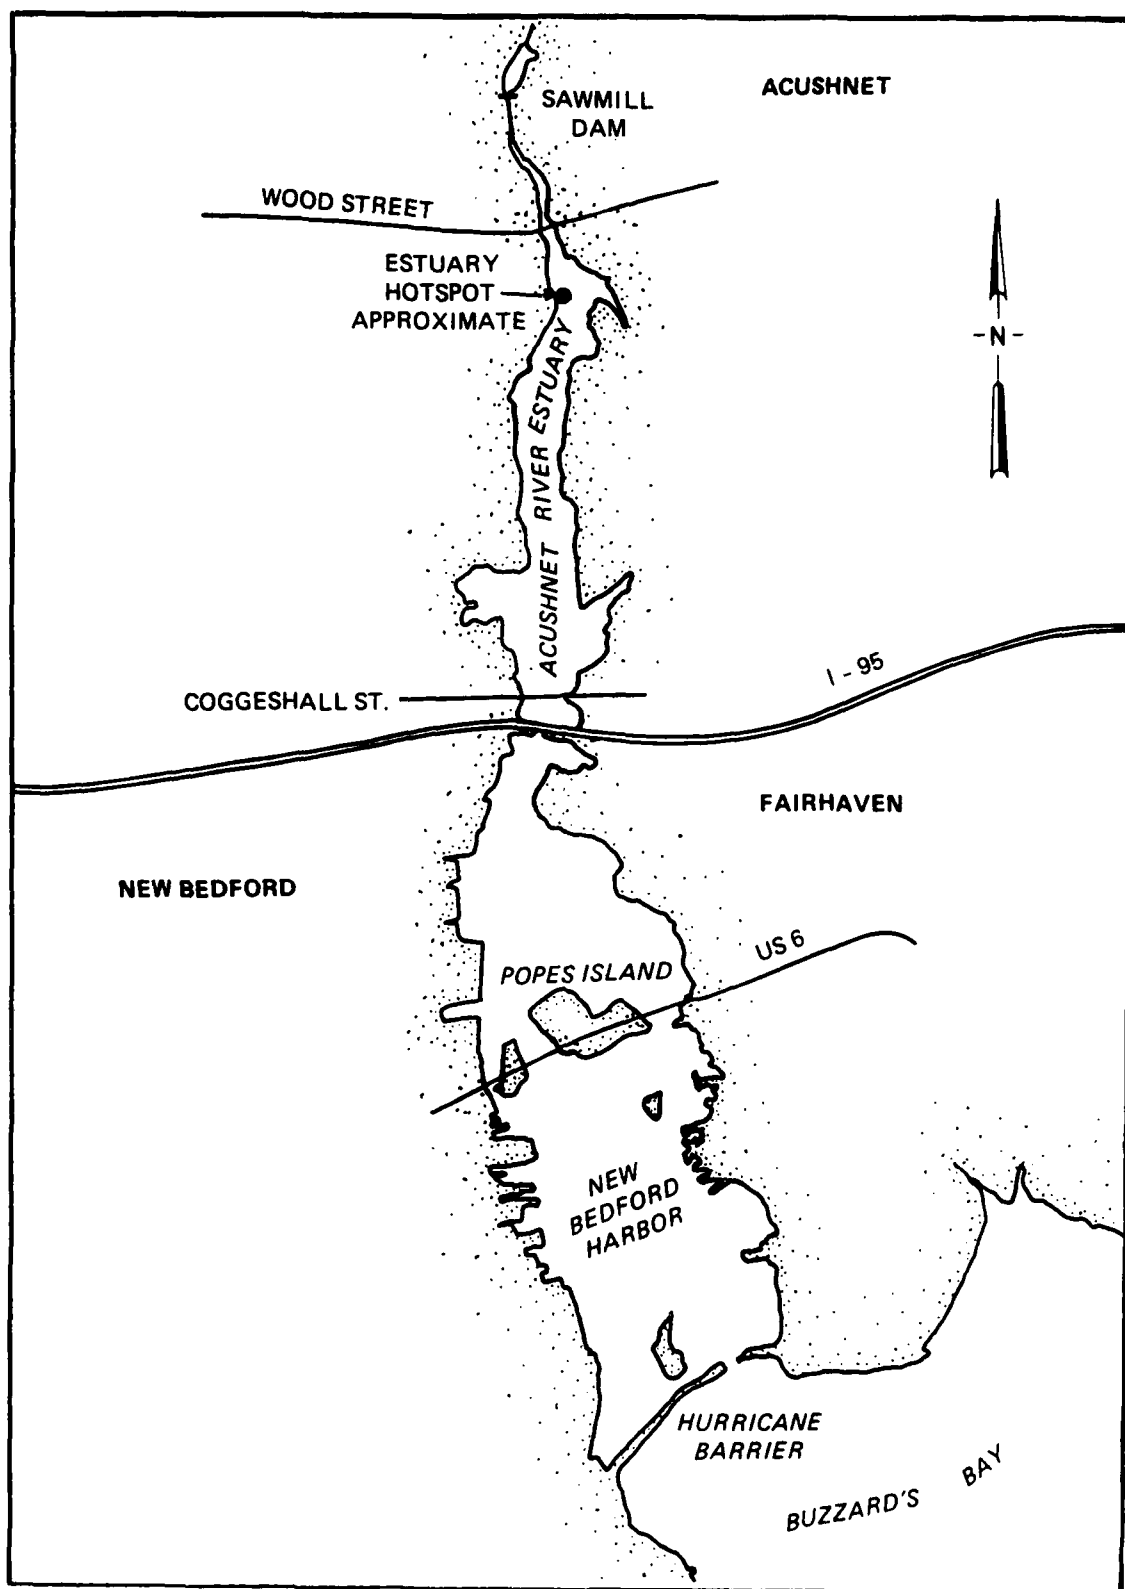 ACUSHNET
SAWMILL
DAM
WOOD STREET
ESTUARY
HOTSPOT
APPROXIMATE
-N-
ACUSHNET RIVER ESTUARY
I-95
COGGESHALL ST.
FAIRHAVEN
NEW BEDFORD
US 6
POPES ISLAND
NEW
BEDFORD
HARBOR
HURRICANE
BARRIER
BUZZARD'S BAY